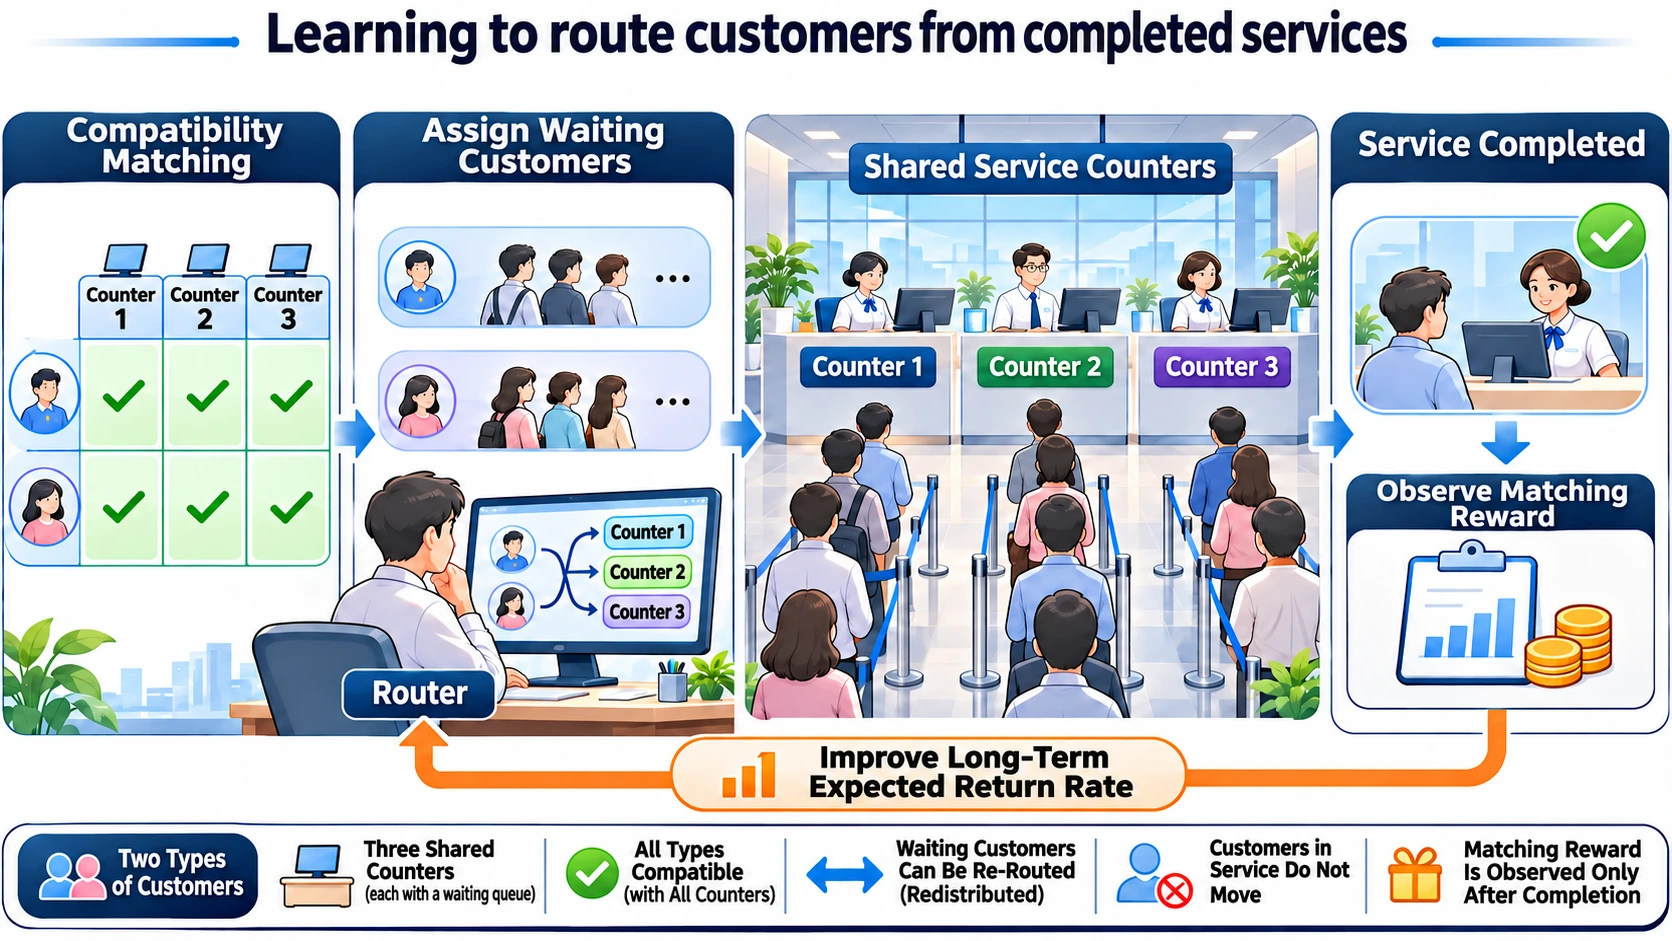 Learning to route customers from completed services
Compatibility
Matching
Counter
1
Counter
2
Counter
3
Assign Waiting
Customers
...
...
Counter 1
Counter 2
Counter 3
Router
Shared Service Counters
Counter 1
Counter 2
Counter 3
Service Completed
Observe Matching
Reward
Improve Long-Term
Expected Return Rate
Two Types
of Customers
Three Shared
Counters
(each with a waiting queue)
All Types
Compatible
(with All Counters)
Waiting Customers
Can Be Re-Routed
(Redistributed)
Customers in
Service Do Not
Move
Matching Reward
Is Observed Only
After Completion